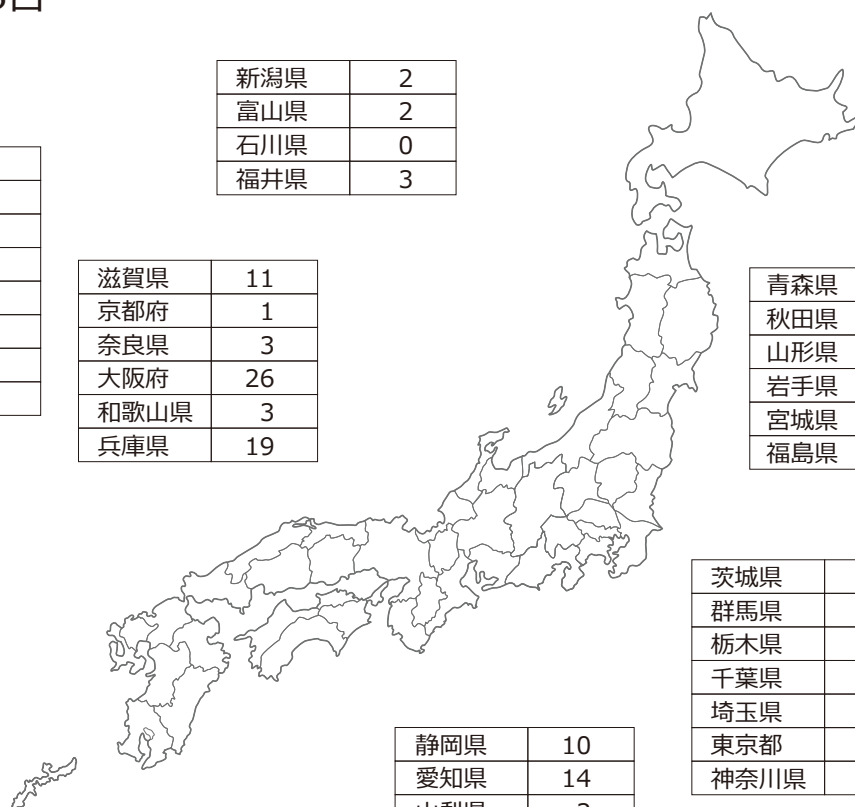 日
新潟県 2
富山県 2
石川県 0
福井県 3
滋賀県 11
京都府 1
奈良県 3
大阪府 26
和歌山県 3
兵庫県 19
青森県
秋田県
山形県
岩手県
宮城県
福島県
茨城県
群馬県
栃木県
千葉県
埼玉県
東京都
神奈川県
静岡県 10
愛知県 14